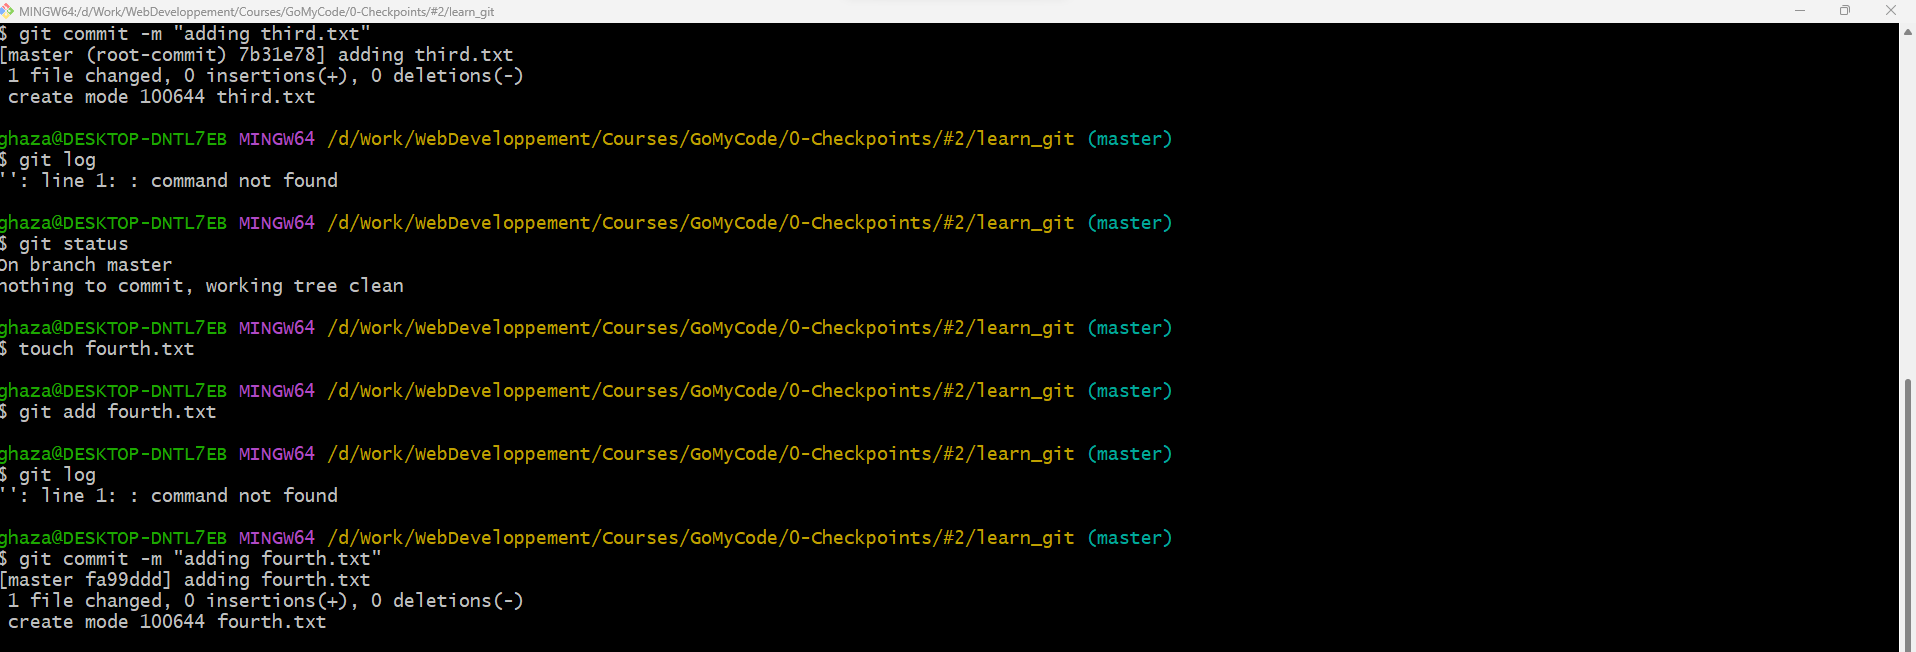 MINGW64:/d/Work/WebDeveloppement/Courses/GoMyCode/0-Checkpoints/#2/learn_git
$ git commit -m "adding third.txt"
[master (root-commit) 7b31e78] adding third.txt
 1 file changed, 0 insertions(+), 0 deletions(-)
 create mode 100644 third.txt

ghaza@DESKTOP-DNTL7EB MINGW64 /d/Work/WebDeveloppement/Courses/GoMyCode/0-Checkpoints/#2/learn_git (master)
$ git log
'': line 1: : command not found

ghaza@DESKTOP-DNTL7EB MINGW64 /d/Work/WebDeveloppement/Courses/GoMyCode/0-Checkpoints/#2/learn_git (master)
$ git status
On branch master
nothing to commit, working tree clean

ghaza@DESKTOP-DNTL7EB MINGW64 /d/Work/WebDeveloppement/Courses/GoMyCode/0-Checkpoints/#2/learn_git (master)
$ touch fourth.txt

ghaza@DESKTOP-DNTL7EB MINGW64 /d/Work/WebDeveloppement/Courses/GoMyCode/0-Checkpoints/#2/learn_git (master)
$ git add fourth.txt

ghaza@DESKTOP-DNTL7EB MINGW64 /d/Work/WebDeveloppement/Courses/GoMyCode/0-Checkpoints/#2/learn_git (master)
$ git log
'': line 1: : command not found

ghaza@DESKTOP-DNTL7EB MINGW64 /d/Work/WebDeveloppement/Courses/GoMyCode/0-Checkpoints/#2/learn_git (master)
$ git commit -m "adding fourth.txt"
[master fa99ddd] adding fourth.txt
 1 file changed, 0 insertions(+), 0 deletions(-)
 create mode 100644 fourth.txt